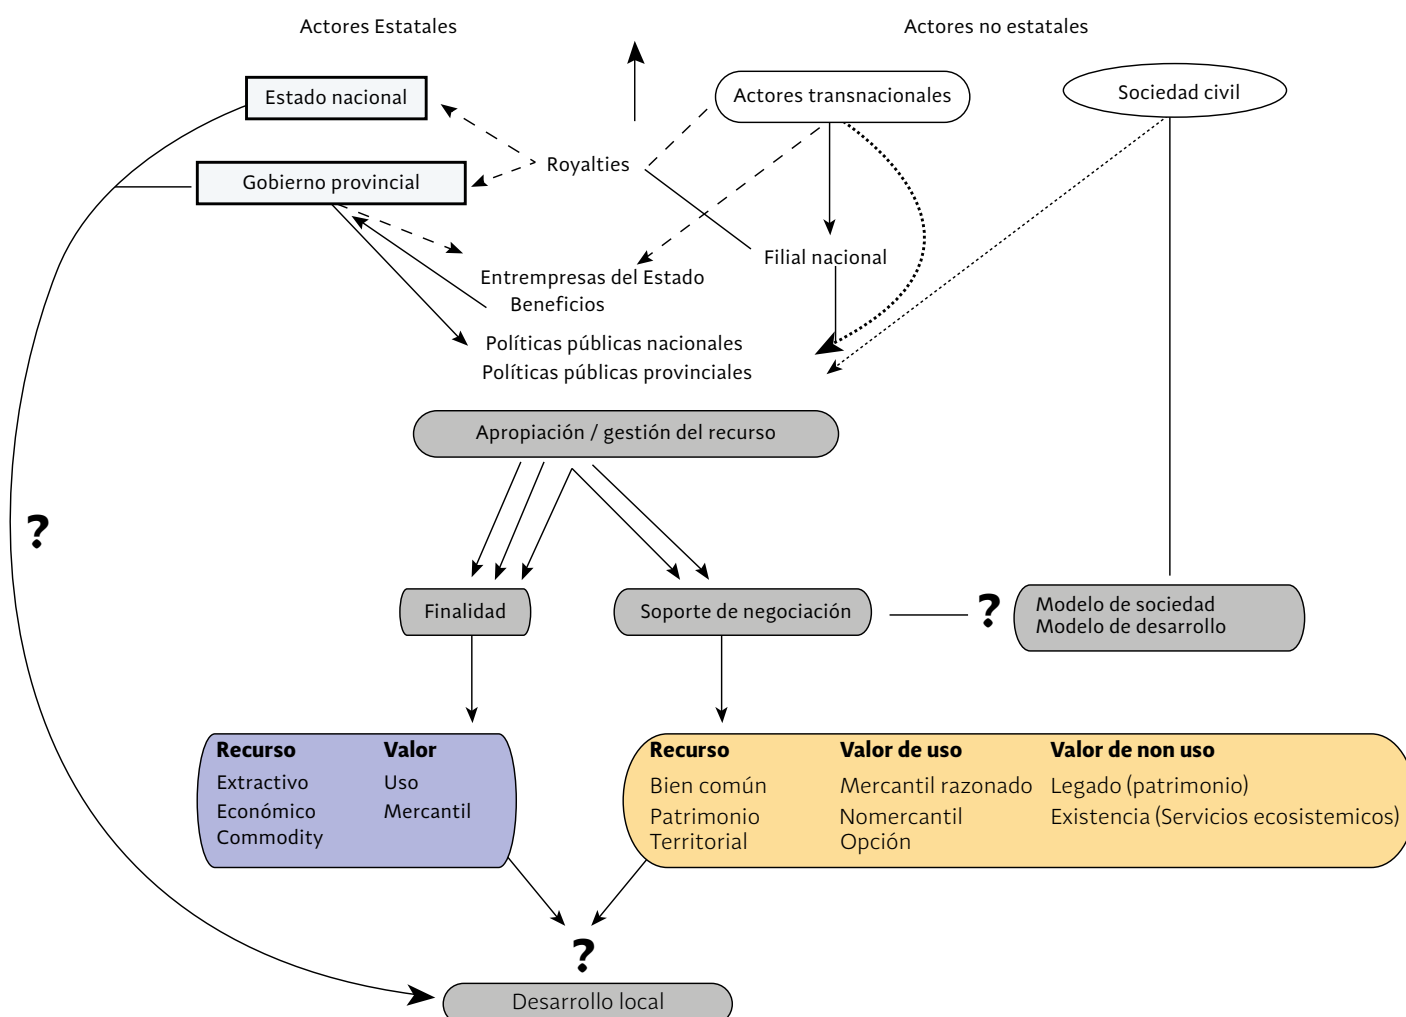 Actores Estatales
Actores no estatales
Estado nacional
Actores transnacionales
Sociedad civil
Royalties
Gobierno provincial
Filial nacional
Entrempresas del Estado
Beneficios
Políticas públicas nacionales
Políticas públicas provinciales
Apropiación / gestión del recurso
?
Finalidad
Soporte de negociación
?
Modelo de sociedad
Modelo de desarrollo
Recurso Valor
Extractivo Uso
Económico Mercantil
Commodity
Recurso Valor de uso Valor de non uso
Bien común Mercantil razonado Legado (patrimonio)
Patrimonio Nomercantil Existencia (Servicios ecosistemicos)
Territorial Opción
?
Desarrollo local